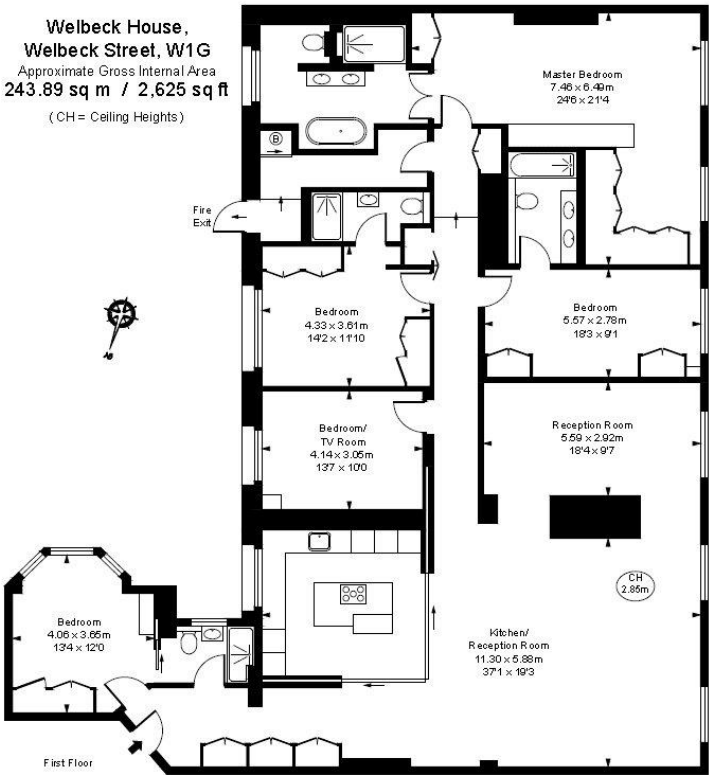 Welbeck House,
Welbeck Street, W1G
Approximate Gross Internal Area
243.89 sq m / 2,625 sq ft
( CH = Ceiling Heights )
Master Bedroom
7.46 x 6.49m
24'6 x 21'4
B
Fire
Exit
Bedroom
4.33 x 3.61m
14'2 x 11'10
Bedroom
5.57 x 2.78m
18'3 x 9'1
Bedroom/
TV Room
4.14 x 3.05m
13'7 x 10'0
Reception Room
5.59 x 2.92m
18'4 x 9'7
N
CH
2.85m
Bedroom
4.06 x 3.65m
13'4 x 12'0
Kitchen/
Reception Room
11.30 x 5.88m
37'1 x 19'3
First Floor